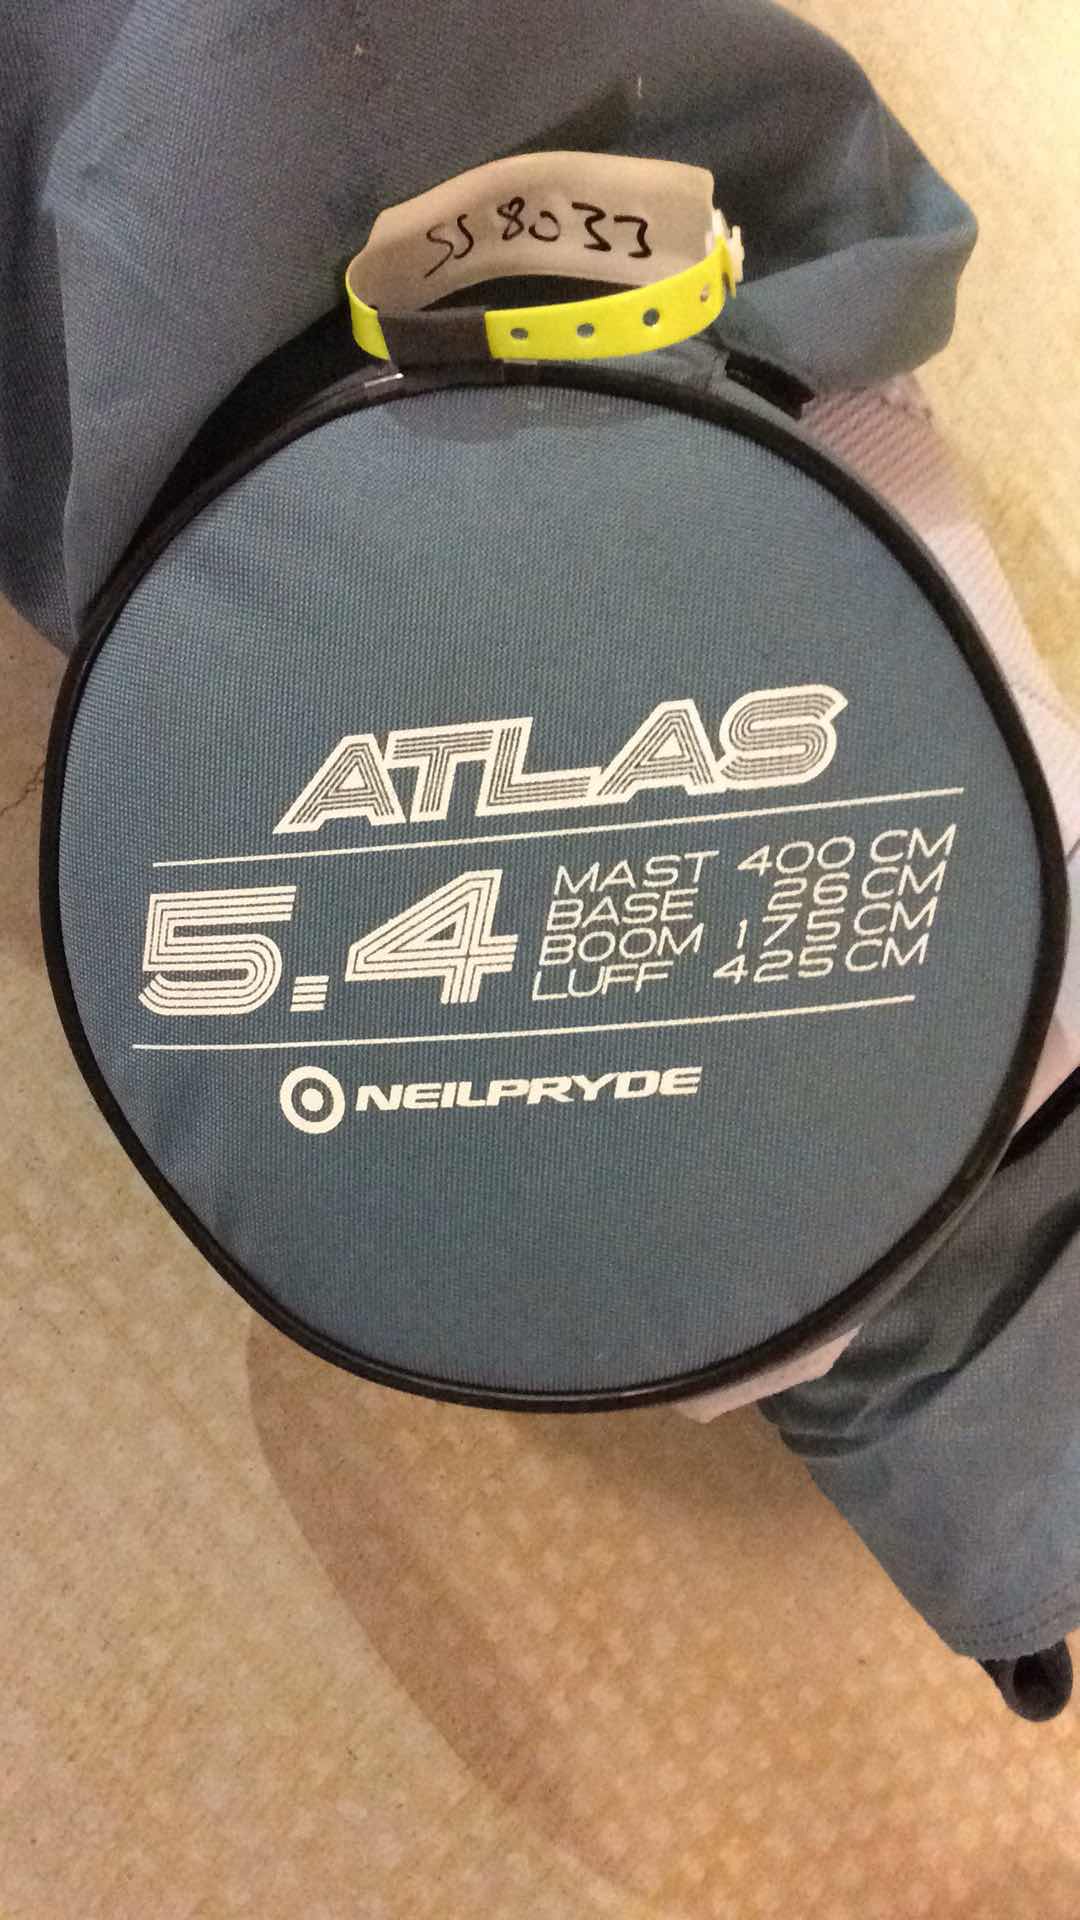 SS 8033
ATLAS
5.4
MAST 400 CM
BASE 26 CM
BOOM 175 CM
LUFF 425 CM
NEILPRYDE